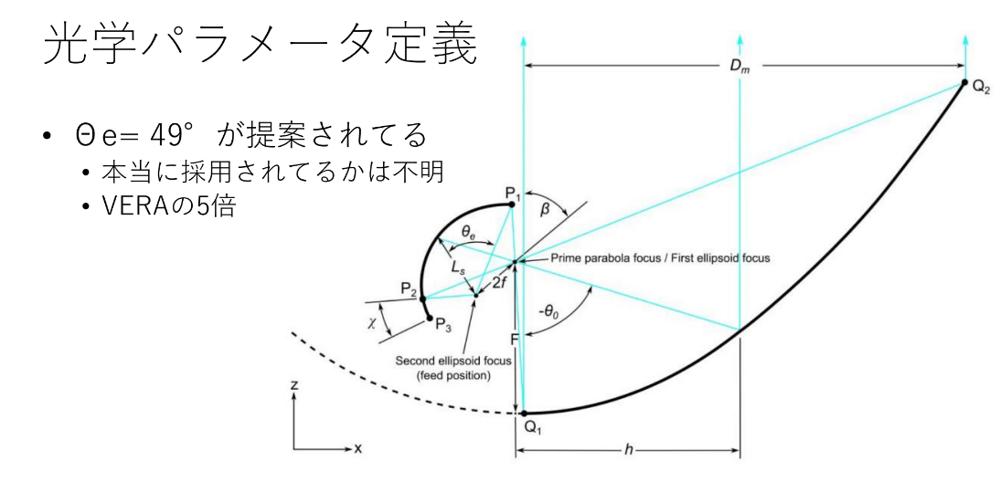 光学パラメータ定義
• Θe= 49° が提案されてる
• 本当に採用されてるかは不明
• VERAの5倍
Dm
Q2
P1
β
θe
Prime parabola focus / First ellipsoid focus
Ls
2f
P2
-θ0
χ
P3
F
Second ellipsoid focus
(feed position)
z
Q1
x
h